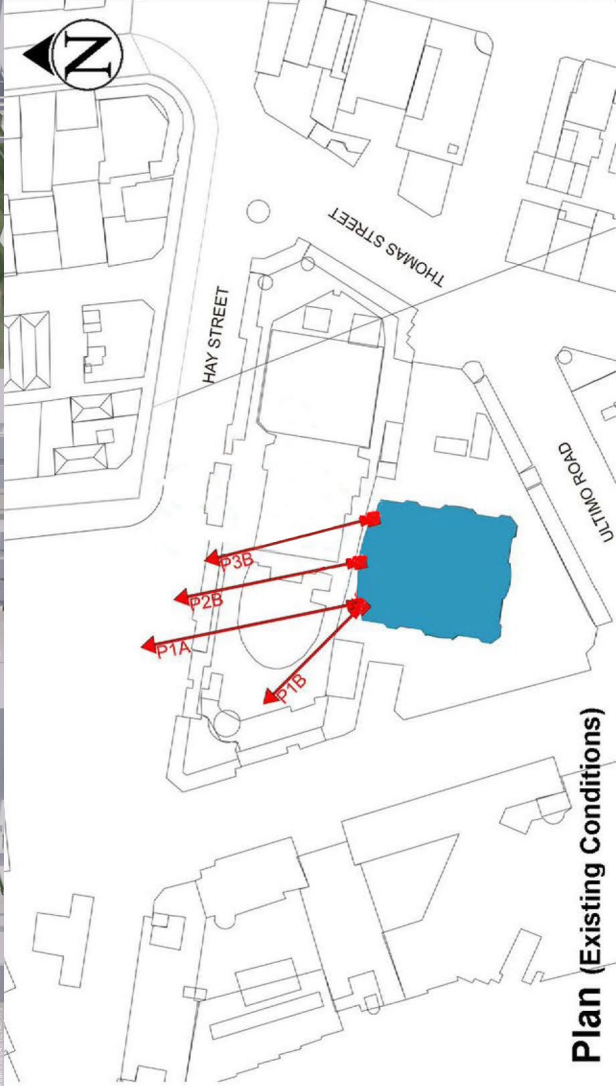 N
HAY STREET
THOMAS STREET
ULTIMO ROAD
P3B
P2B
P1A
P1B
Plan (Existing Conditions)